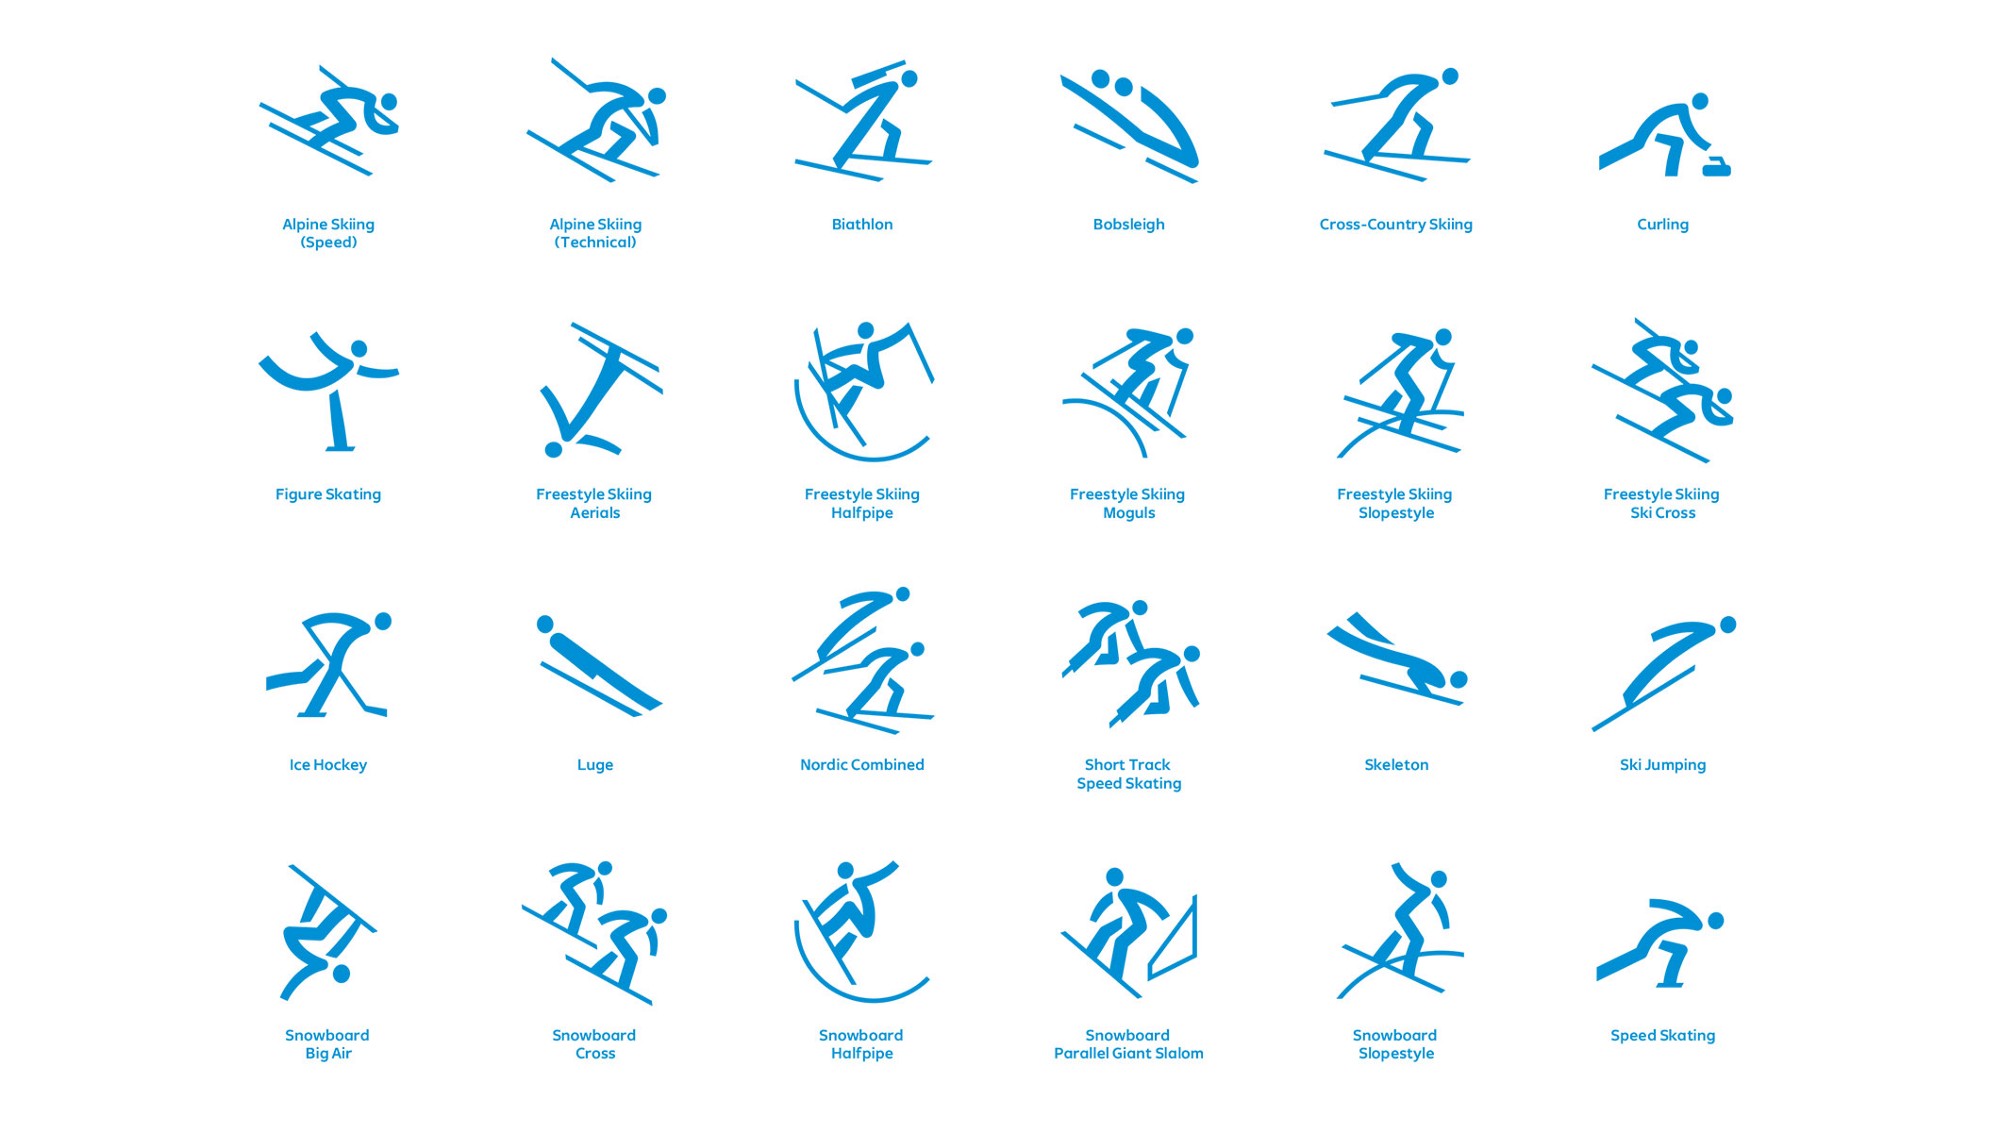 Alpine Skiing
(Speed)
Alpine Skiing
(Technical)
Biathlon
Bobsleigh
Cross-Country Skiing
Curling
Figure Skating
Freestyle Skiing
Aerials
Freestyle Skiing
Halfpipe
Freestyle Skiing
Moguls
Freestyle Skiing
Slopestyle
Freestyle Skiing
Ski Cross
Ice Hockey
Luge
Nordic Combined
Short Track
Speed Skating
Skeleton
Ski Jumping
Snowboard
Big Air
Snowboard
Cross
Snowboard
Halfpipe
Snowboard
Parallel Giant Slalom
Snowboard
Slopestyle
Speed Skating